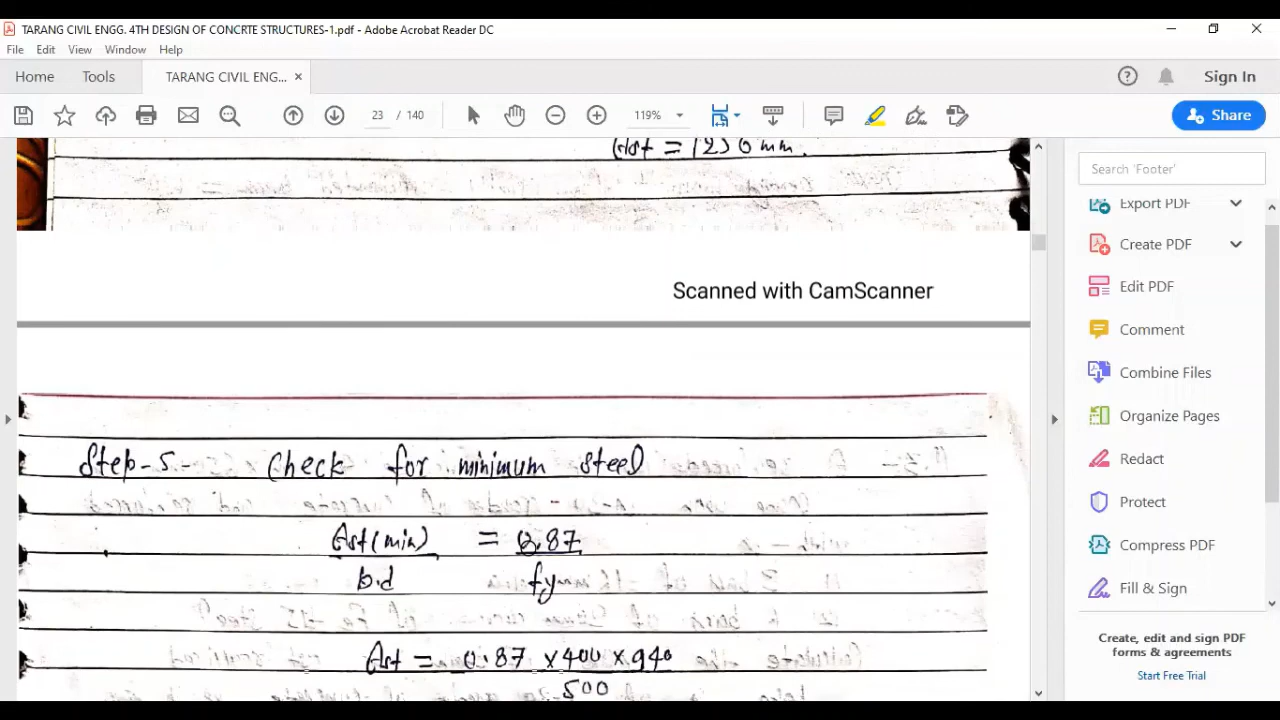 TARANG CIVIL ENGG. 4TH DESIGN OF CONCRTE STRUCTURES-1.pdf - Adobe Acrobat Reader DC
File Edit View Window Help
Home Tools TARANG CIVIL ENG... × Sign In
23 / 140 119% Share
Ast = 1230 mm.
Scanned with CamScanner
Step-5- Check for minimum steel
Ast(min) = 0.87
b.d fy
Ast = 0.87 × 400 × 940
500
Search 'Footer'
Export PDF
Create PDF
Edit PDF
Comment
Combine Files
Organize Pages
Redact
Protect
Compress PDF
Fill & Sign
Create, edit and sign PDF
forms & agreements
Start Free Trial